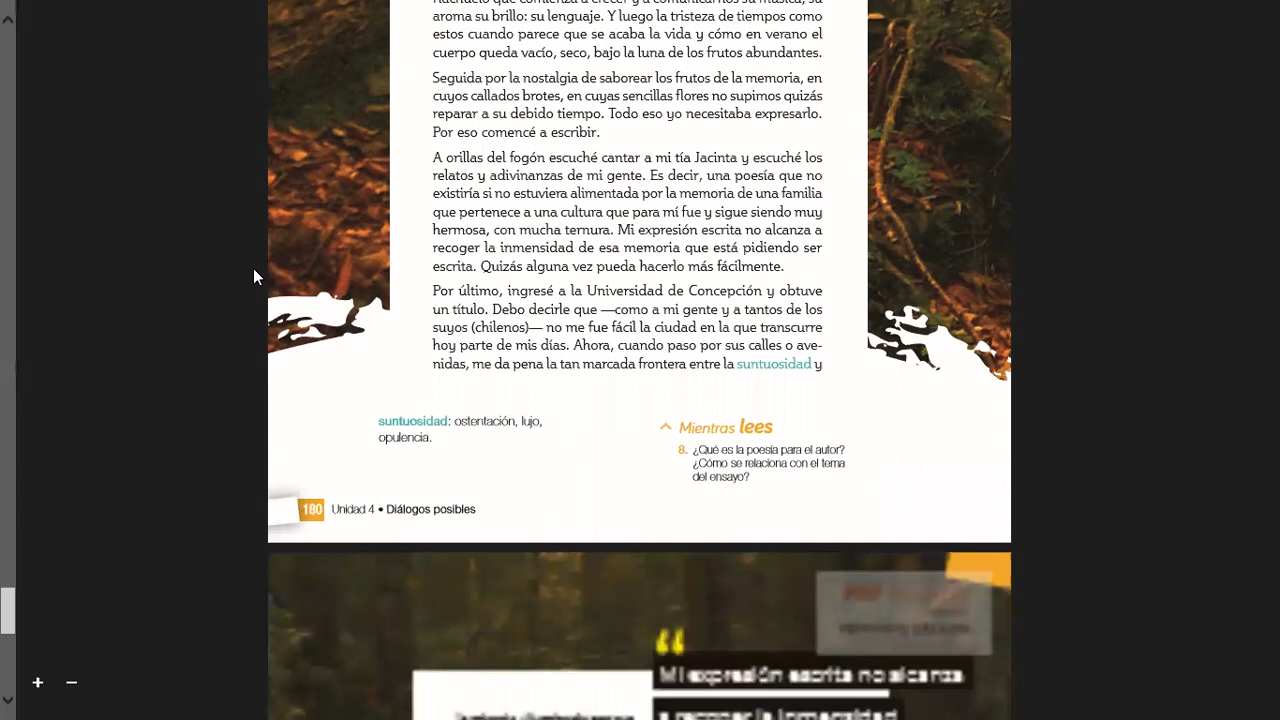 riachuelo que comienza a crecer y a comunicarnos su música, su
aroma su brillo: su lenguaje. Y luego la tristeza de tiempos como
estos cuando parece que se acaba la vida y cómo en verano el
cuerpo queda vacío, seco, bajo la luna de los frutos abundantes.
Seguida por la nostalgia de saborear los frutos de la memoria, en
cuyos callados brotes, en cuyas sencillas flores no supimos quizás
reparar a su debido tiempo. Todo eso yo necesitaba expresarlo.
Por eso comencé a escribir.
A orillas del fogón escuché cantar a mi tía Jacinta y escuché los
relatos y adivinanzas de mi gente. Es decir, una poesía que no
existiría si no estuviera alimentada por la memoria de una familia
que pertenece a una cultura que para mí fue y sigue siendo muy
hermosa, con mucha ternura. Mi expresión escrita no alcanza a
recoger la inmensidad de esa memoria que está pidiendo ser
escrita. Quizás alguna vez pueda hacerlo más fácilmente.
Por último, ingresé a la Universidad de Concepción y obtuve
un título. Debo decirle que —como a mi gente y a tantos de los
suyos (chilenos)— no me fue fácil la ciudad en la que transcurre
hoy parte de mis días. Ahora, cuando paso por sus calles o ave-
nidas, me da pena la tan marcada frontera entre la suntuosidad y
suntuosidad: ostentación, lujo,
opulencia.
Mientras lees
8. ¿Qué es la poesía para el autor?
¿Cómo se relaciona con el tema
del ensayo?
180 Unidad 4 • Diálogos posibles
“
Mi expresión escrita no alcanza
a recoger la inmensidad